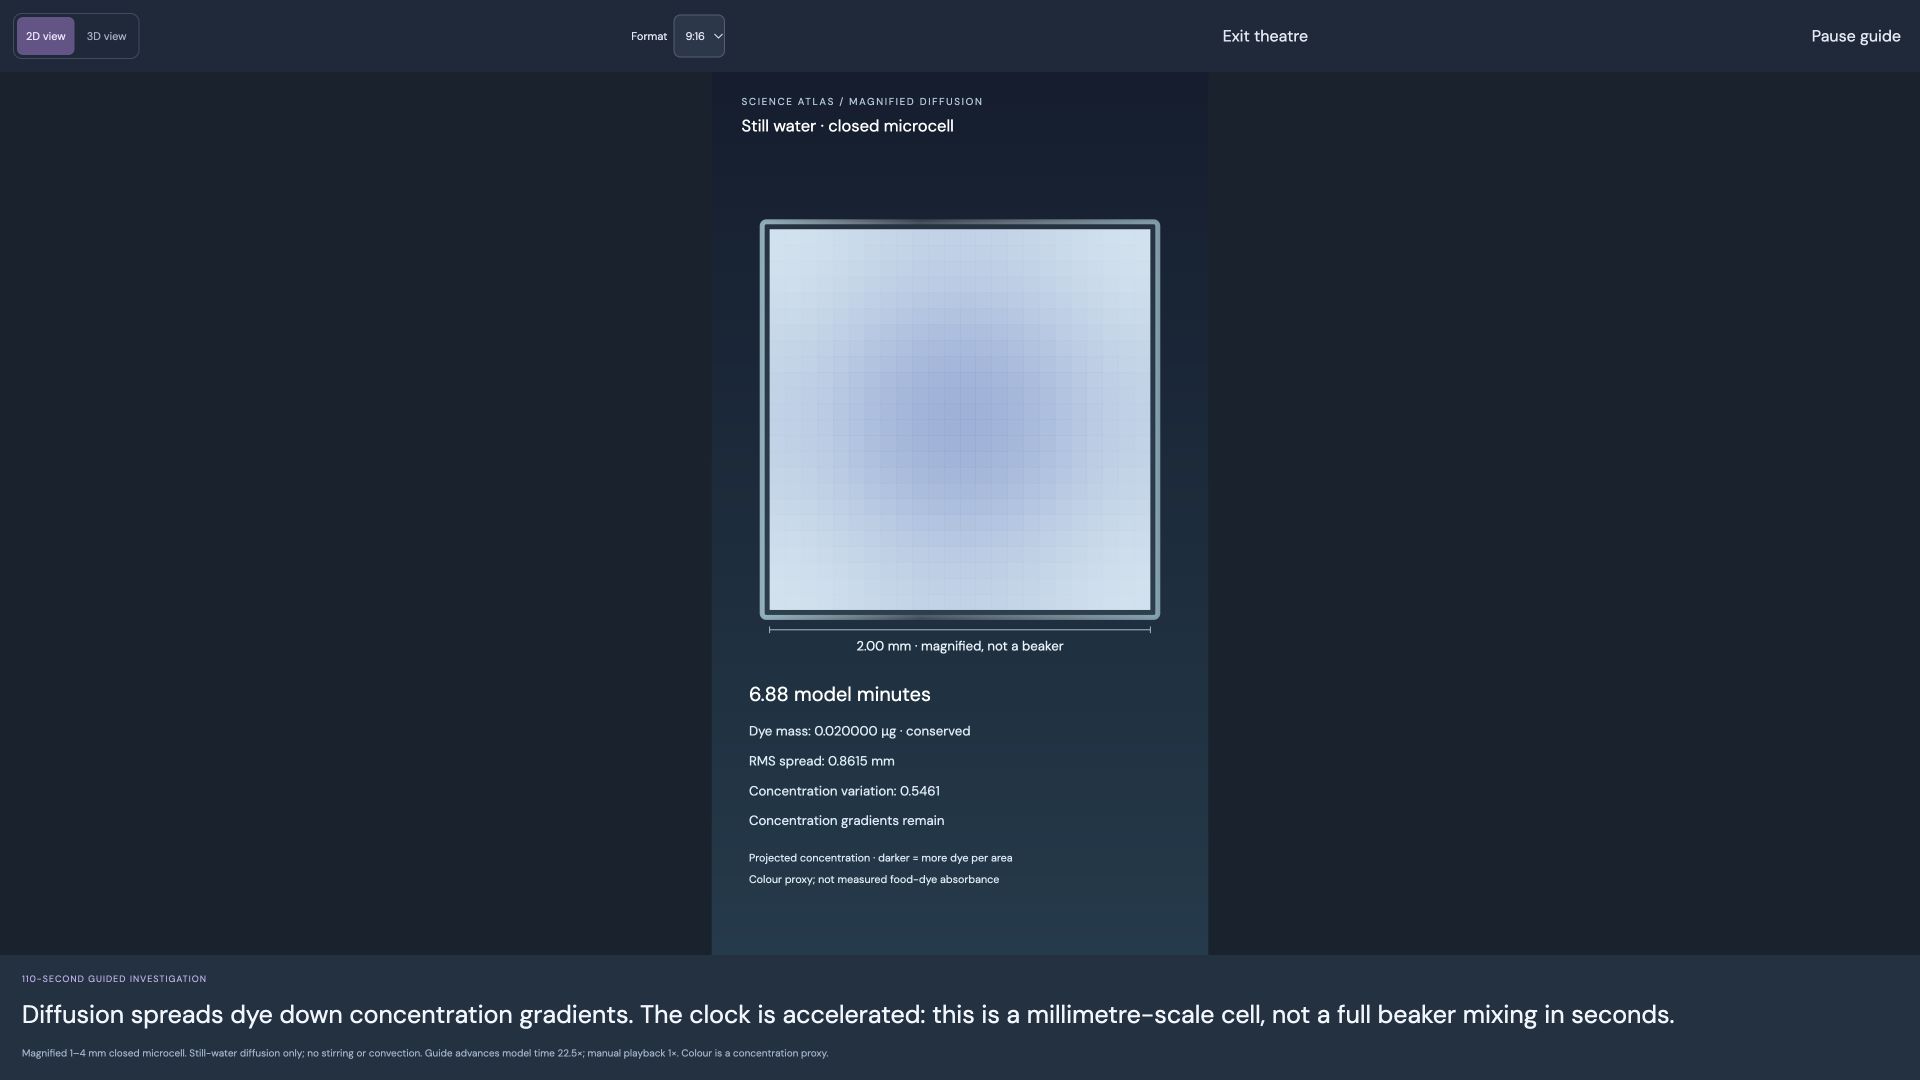 2D view 3D view Format 9:16 Exit theatre Pause guide
SCIENCE ATLAS / MAGNIFIED DIFFUSION
Still water · closed microcell
2.00 mm · magnified, not a beaker
6.88 model minutes
Dye mass: 0.020000 µg · conserved
RMS spread: 0.8615 mm
Concentration variation: 0.5461
Concentration gradients remain
Projected concentration · darker = more dye per area
Colour proxy; not measured food-dye absorbance
110-SECOND GUIDED INVESTIGATION
Diffusion spreads dye down concentration gradients. The clock is accelerated: this is a millimetre-scale cell, not a full beaker mixing in seconds.
Magnified 1–4 mm closed microcell. Still-water diffusion only; no stirring or convection. Guide advances model time 22.5×; manual playback 1×. Colour is a concentration proxy.